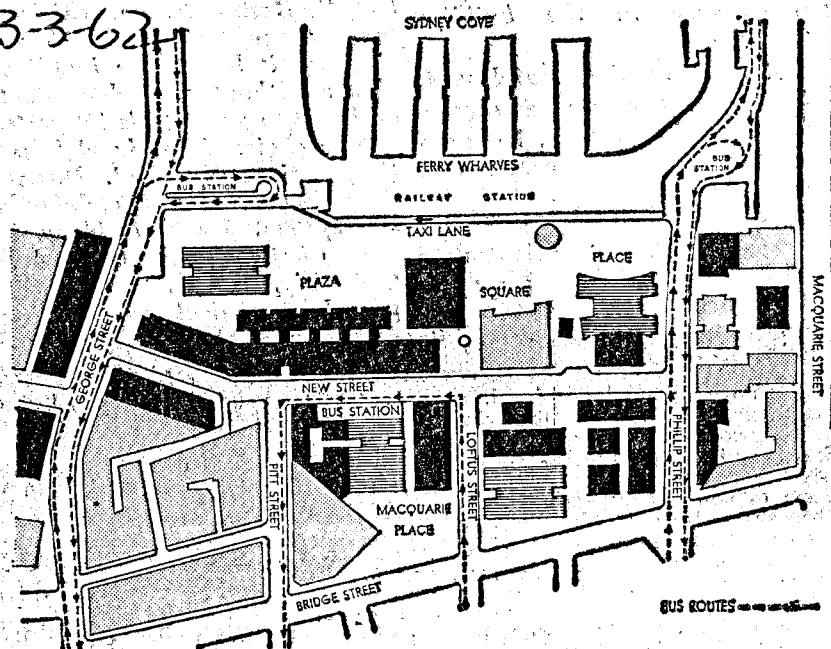 3-3-62
SYDNEY COVE
FERRY WHARVES
BUS STATION
BUS
STATION
RAILWAY STATION
TAXI LANE
PLAZA
PLACE
SQUARE
MACQUARIE STREET
GEORGE STREET
NEW STREET
BUS STATION
PITT STREET
LOFTUS STREET
PHILLIP STREET
MACQUARIE
PLACE
BRIDGE STREET
BUS ROUTES